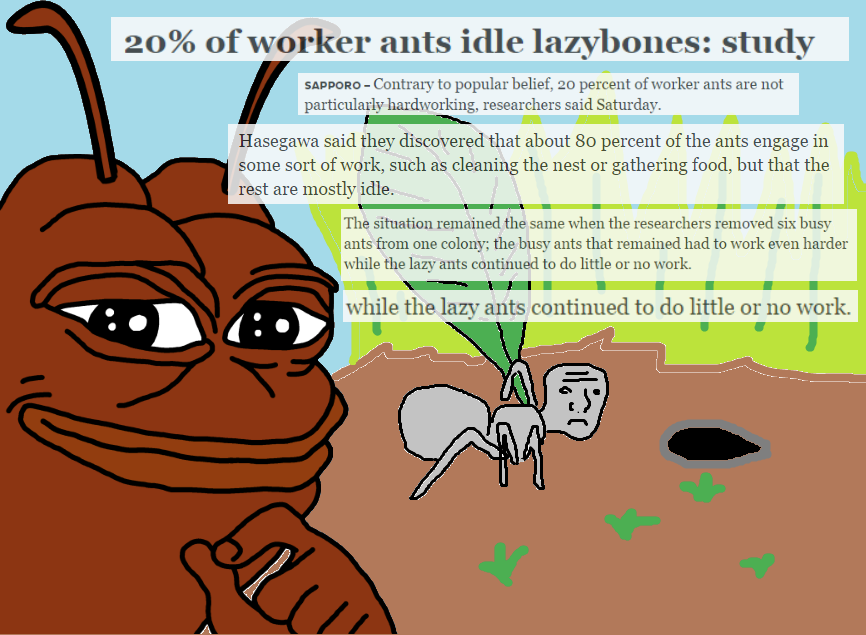 20% of worker ants idle lazybones: study
SAPPORO – Contrary to popular belief, 20 percent of worker ants are not
particularly hardworking, researchers said Saturday.
Hasegawa said they discovered that about 80 percent of the ants engage in
some sort of work, such as cleaning the nest or gathering food, but that the
rest are mostly idle.
The situation remained the same when the researchers removed six busy
ants from one colony; the busy ants that remained had to work even harder
while the lazy ants continued to do little or no work.
while the lazy ants continued to do little or no work.